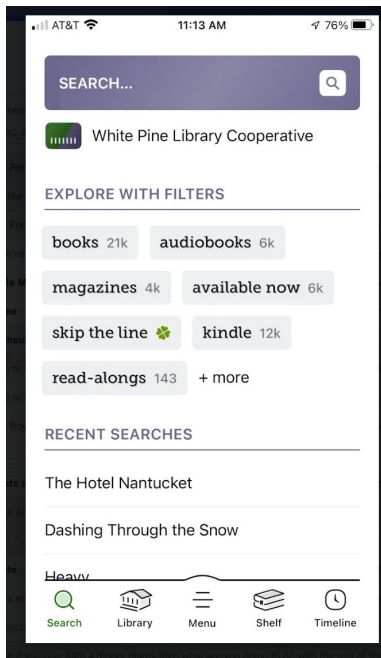 AT&T 11:13 AM 76%
SEARCH...
White Pine Library Cooperative
EXPLORE WITH FILTERS
books 21k audiobooks 6k
magazines 4k available now 6k
skip the line kindle 12k
read-alongs 143 + more
RECENT SEARCHES
The Hotel Nantucket
Dashing Through the Snow
Heavy
Search Library Menu Shelf Timeline